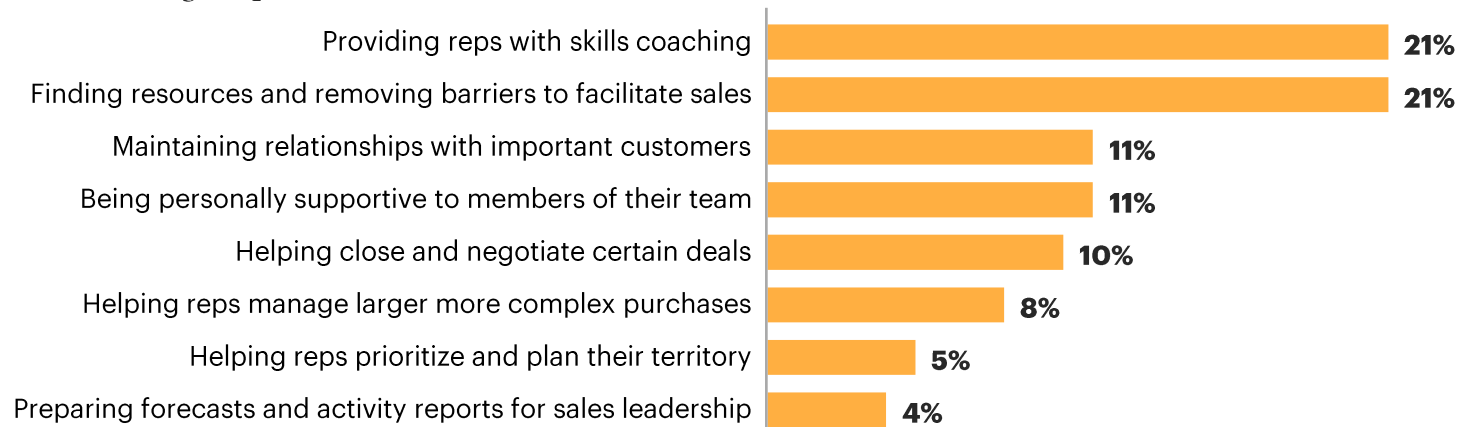 Providing reps with skills coaching 21%
Finding resources and removing barriers to facilitate sales 21%
Maintaining relationships with important customers 11%
Being personally supportive to members of their team 11%
Helping close and negotiate certain deals 10%
Helping reps manage larger more complex purchases 8%
Helping reps prioritize and plan their territory 5%
Preparing forecasts and activity reports for sales leadership 4%